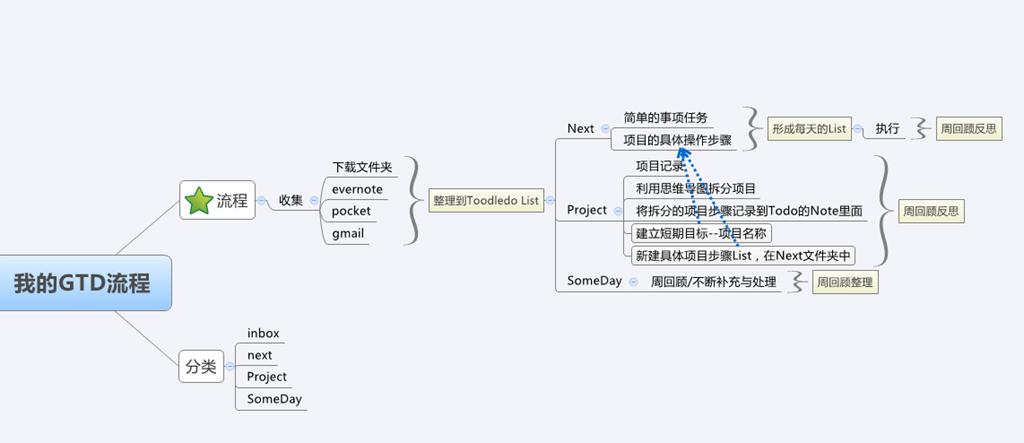 我的GTD流程
流程
收集
下载文件夹
evernote
pocket
gmail
整理到Toodledo List
Next
简单的事项任务
项目的具体操作步骤
形成每天的List
执行
周回顾反思
Project
项目记录
利用思维导图拆分项目
将拆分的项目步骤记录到Todo的Note里面
建立短期目标--项目名称
新建具体项目步骤List，在Next文件夹中
周回顾反思
SomeDay
周回顾/不断补充与处理
周回顾整理
分类
inbox
next
Project
SomeDay